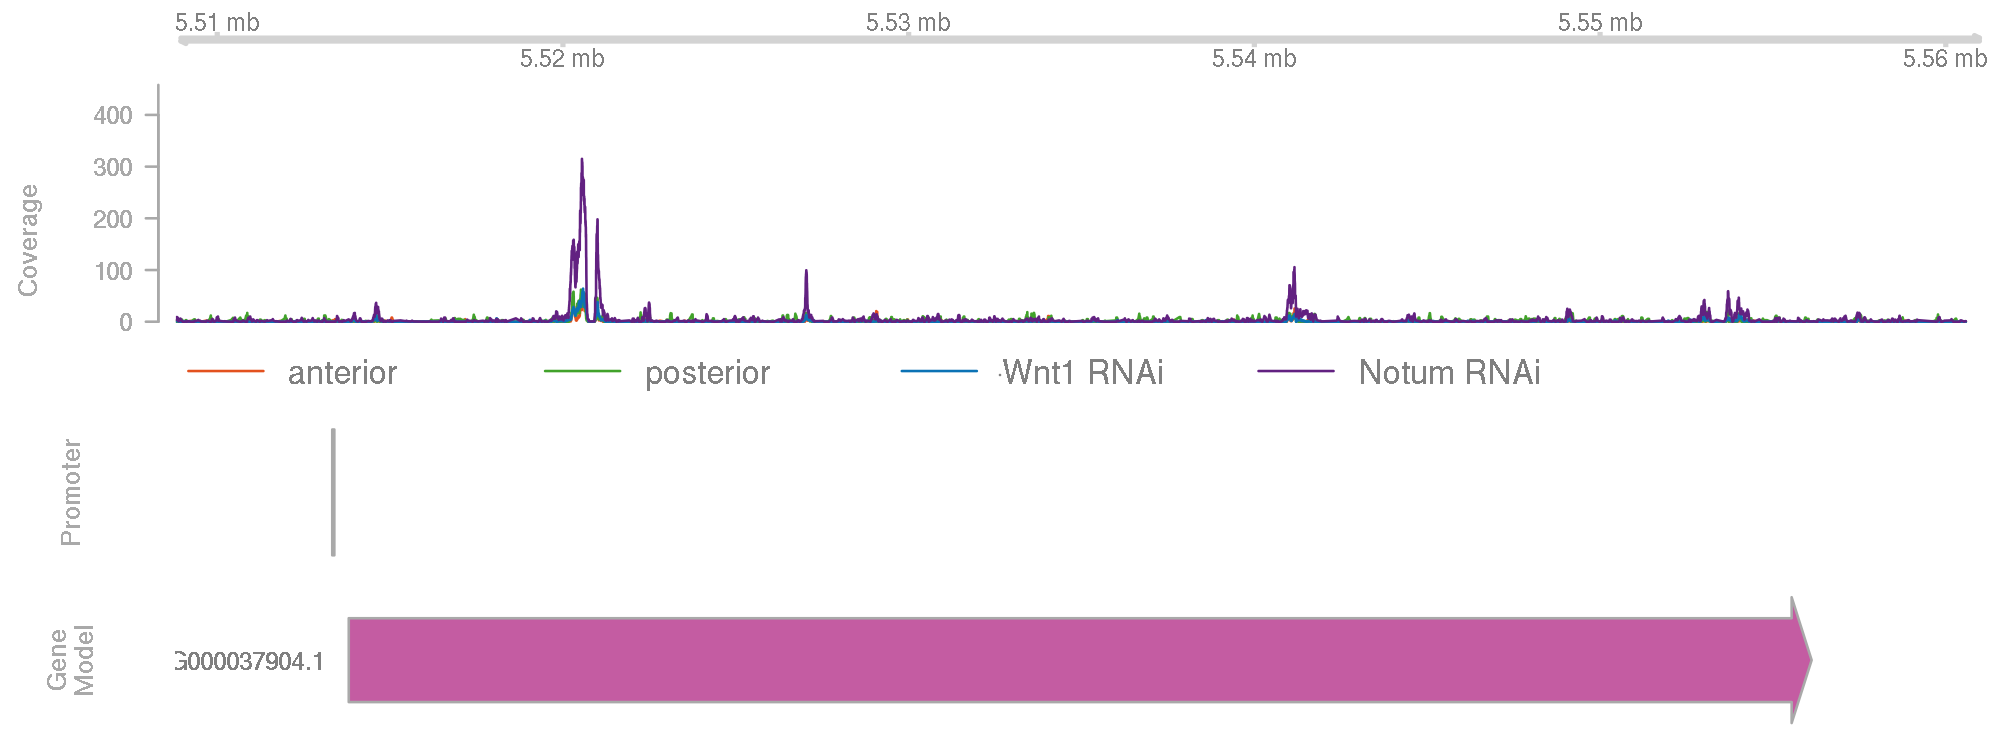 5.51 mb 5.53 mb 5.55 mb
5.52 mb 5.54 mb 5.56 mb
Coverage
400
300
200
100
0
anterior posterior Wnt1 RNAi Notum RNAi
Promoter
Gene
Model
G000037904.1